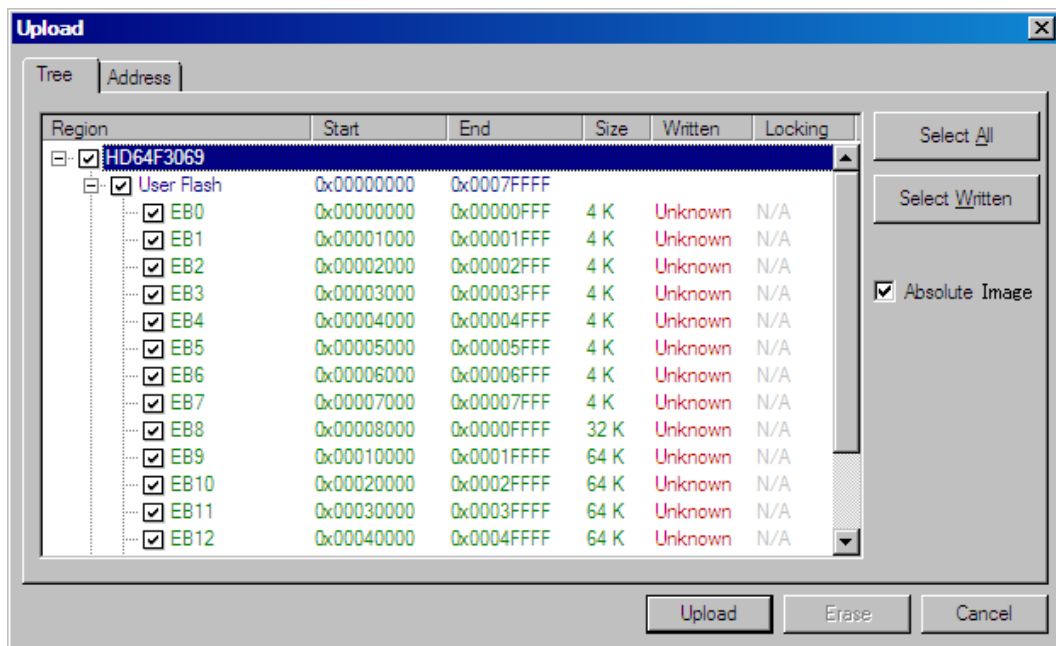 Upload
Tree Address
Region Start End Size Written Locking
HD64F3069
User Flash 0x00000000 0x0007FFFF
EB0 0x00000000 0x00000FFF 4 K Unknown N/A
EB1 0x00001000 0x00001FFF 4 K Unknown N/A
EB2 0x00002000 0x00002FFF 4 K Unknown N/A
EB3 0x00003000 0x00003FFF 4 K Unknown N/A
EB4 0x00004000 0x00004FFF 4 K Unknown N/A
EB5 0x00005000 0x00005FFF 4 K Unknown N/A
EB6 0x00006000 0x00006FFF 4 K Unknown N/A
EB7 0x00007000 0x00007FFF 4 K Unknown N/A
EB8 0x00008000 0x0000FFFF 32 K Unknown N/A
EB9 0x00010000 0x0001FFFF 64 K Unknown N/A
EB10 0x00020000 0x0002FFFF 64 K Unknown N/A
EB11 0x00030000 0x0003FFFF 64 K Unknown N/A
EB12 0x00040000 0x0004FFFF 64 K Unknown N/A
Select All
Select Written
Absolute Image
Upload Erase Cancel